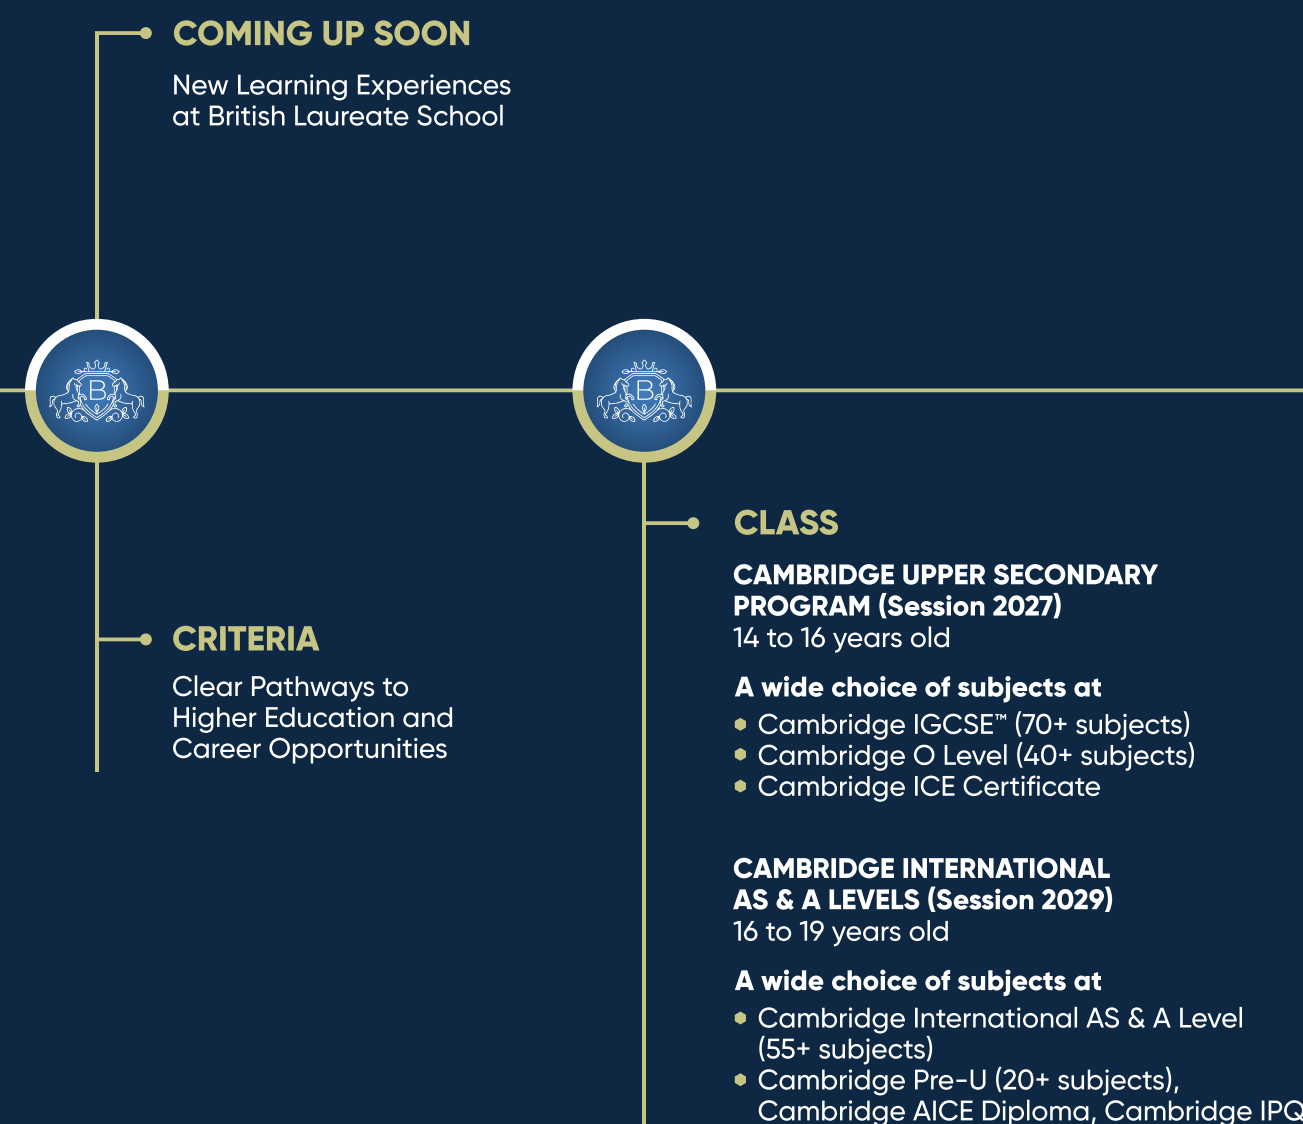 COMING UP SOON
New Learning Experiences
at British Laureate School
B
B
CRITERIA
Clear Pathways to
Higher Education and
Career Opportunities
CLASS
CAMBRIDGE UPPER SECONDARY
PROGRAM (Session 2027)
14 to 16 years old
A wide choice of subjects at
Cambridge IGCSE™ (70+ subjects)
Cambridge O Level (40+ subjects)
Cambridge ICE Certificate
CAMBRIDGE INTERNATIONAL
AS & A LEVELS (Session 2029)
16 to 19 years old
A wide choice of subjects at
Cambridge International AS & A Level
(55+ subjects)
Cambridge Pre-U (20+ subjects),
Cambridge AICE Diploma, Cambridge IPQ